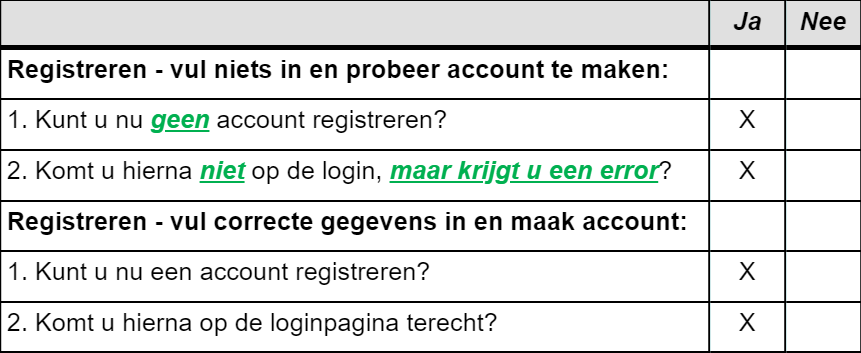 Ja Nee
Registreren - vul niets in en probeer account te maken:
1. Kunt u nu geen account registreren? X
2. Komt u hierna niet op de login, maar krijgt u een error? X
Registreren - vul correcte gegevens in en maak account:
1. Kunt u nu een account registreren? X
2. Komt u hierna op de loginpagina terecht? X